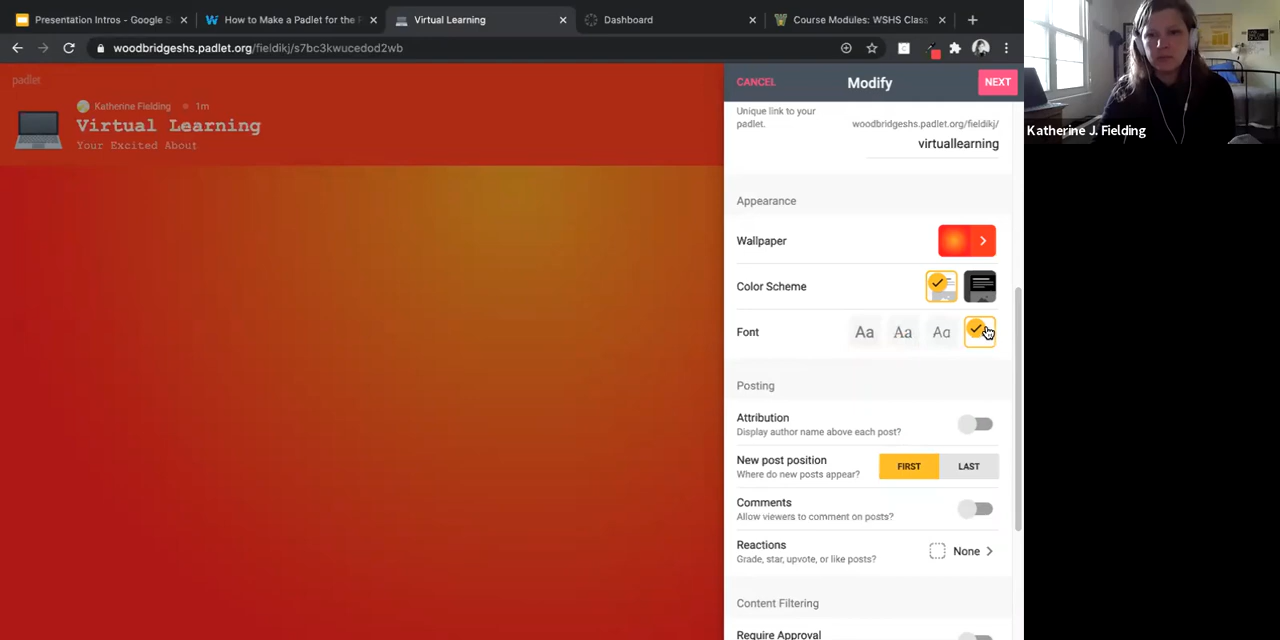 Presentation Intros - Google S
How to Make a Padlet for the F
Virtual Learning
Dashboard
Course Modules: WSHS Class
woodbridgeshs.padlet.org/fieldikj/s7bc3kwucedod2wb
padlet
Katherine Fielding • 1m
Virtual Learning
Your Excited About
CANCEL
Modify
NEXT
Unique link to your
padlet.
woodbridgeshs.padlet.org/fieldikj/
virtuallearning
Appearance
Wallpaper
Color Scheme
Font
Aa Aa Aa
Posting
Attribution
Display author name above each post?
New post position
Where do new posts appear?
FIRST LAST
Comments
Allow viewers to comment on posts?
Reactions
Grade, star, upvote, or like posts?
None
Content Filtering
Require Approval
Katherine J. Fielding